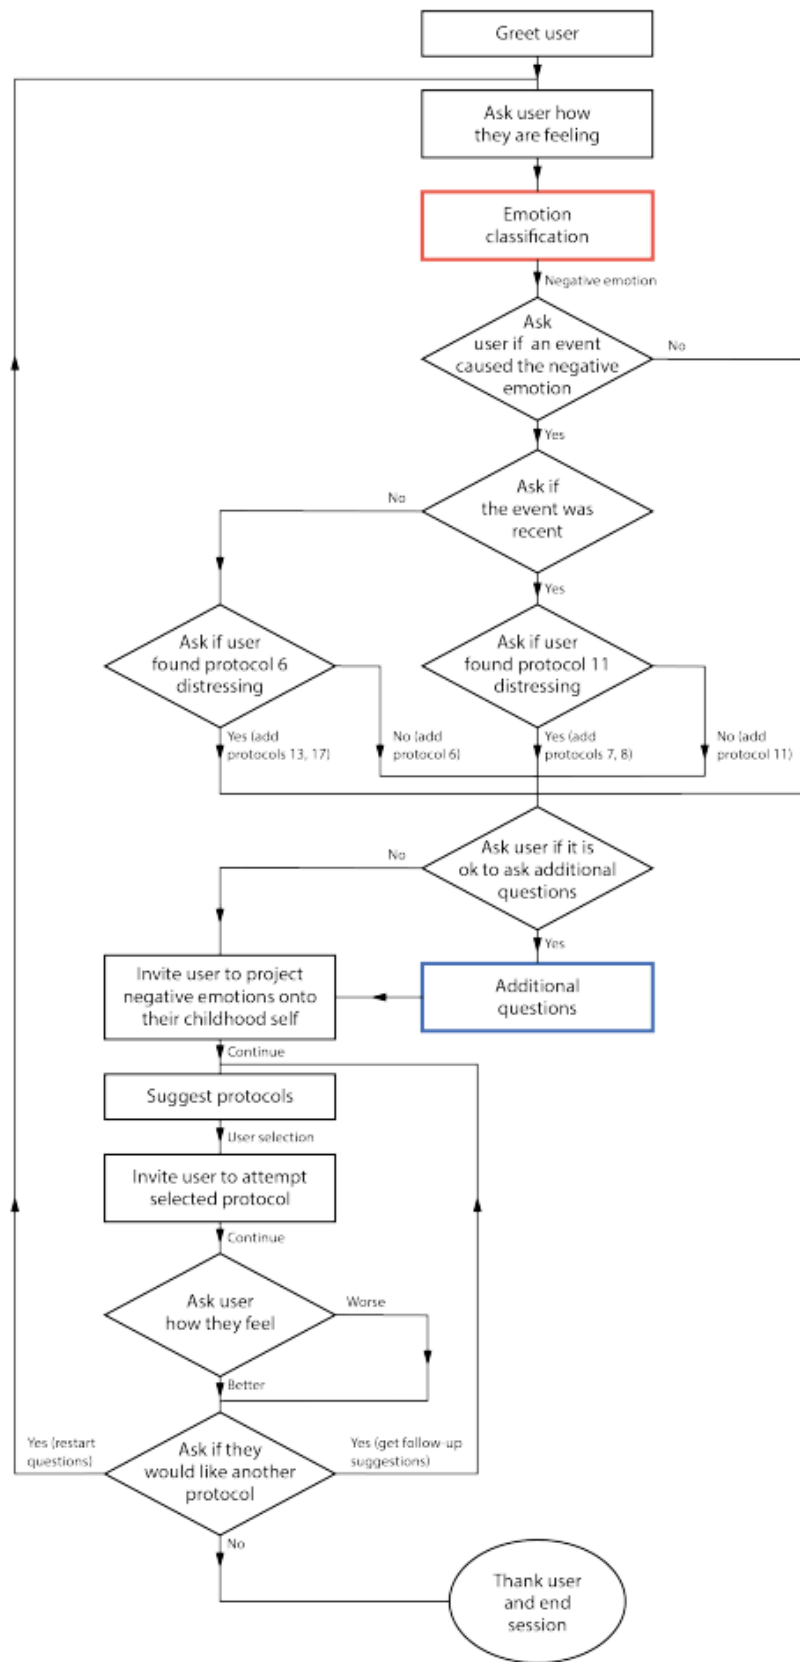 Greet user
Ask user how
they are feeling
Emotion
classification
Negative emotion
Ask
user if an event
caused the negative
emotion
No
Yes
Ask if
the event was
recent
No
Yes
Ask if user
found protocol 6
distressing
Ask if user
found protocol 11
distressing
Yes (add
protocols 13, 17)
No (add
protocol 6)
Yes (add
protocols 7, 8)
No (add
protocol 11)
Ask user if it is
ok to ask additional
questions
No
Yes
Invite user to project
negative emotions onto
their childhood self
Additional
questions
Continue
Suggest protocols
User selection
Invite user to attempt
selected protocol
Continue
Ask user
how they feel
Worse
Better
Yes (restart
questions)
Ask if they
would like another
protocol
Yes (get follow-up
suggestions)
No
Thank user
and end
session